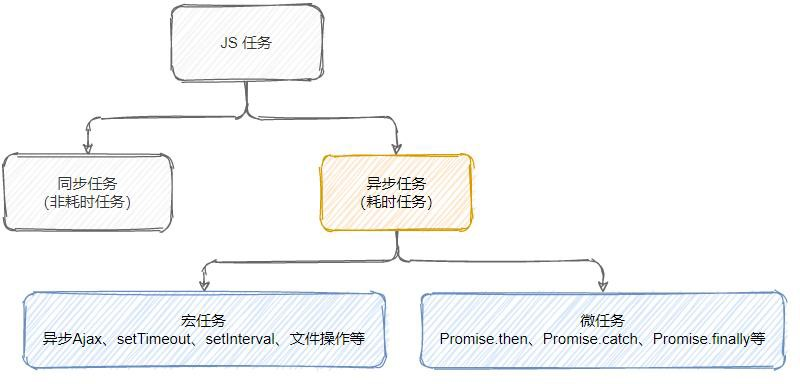 JS 任务
同步任务
(非耗时任务)
异步任务
(耗时任务)
宏任务
异步Ajax、setTimeout、setInterval、文件操作等
微任务
Promise.then、Promise.catch、Promise.finally等